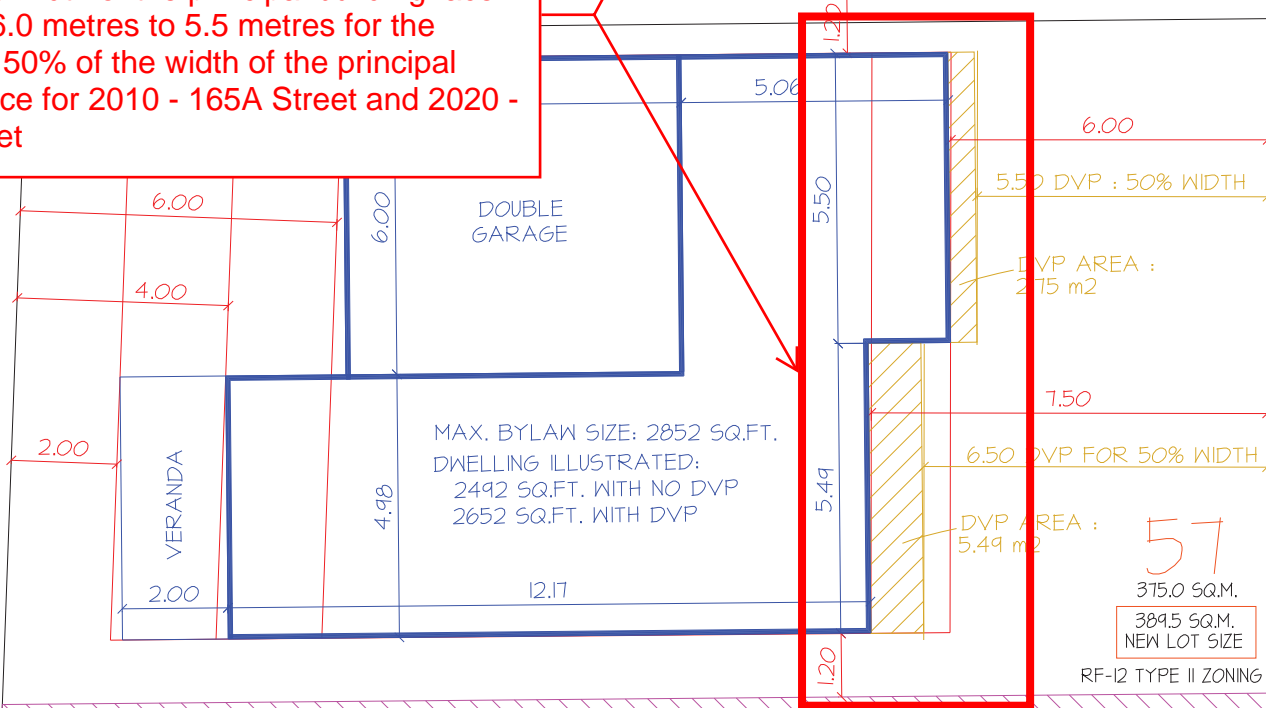 6.0 metres to 5.5 metres for the
50% of the width of the principal
ce for 2010 - 165A Street and 2020 -
et
1.20
5.06
6.00
5.50 DVP : 50% WIDTH
5.50
6.00
DOUBLE
GARAGE
6.00
DVP AREA :
2.75 m2
4.00
7.50
MAX. BYLAW SIZE: 2852 SQ.FT.
DWELLING ILLUSTRATED:
2492 SQ.FT. WITH NO DVP
2652 SQ.FT. WITH DVP
2.00
VERANDA
4.98
5.49
6.50 DVP FOR 50% WIDTH
DVP AREA :
5.49 m2
57
375.0 SQ.M.
389.5 SQ.M.
NEW LOT SIZE
RF-12 TYPE II ZONING
2.00
12.17
1.20